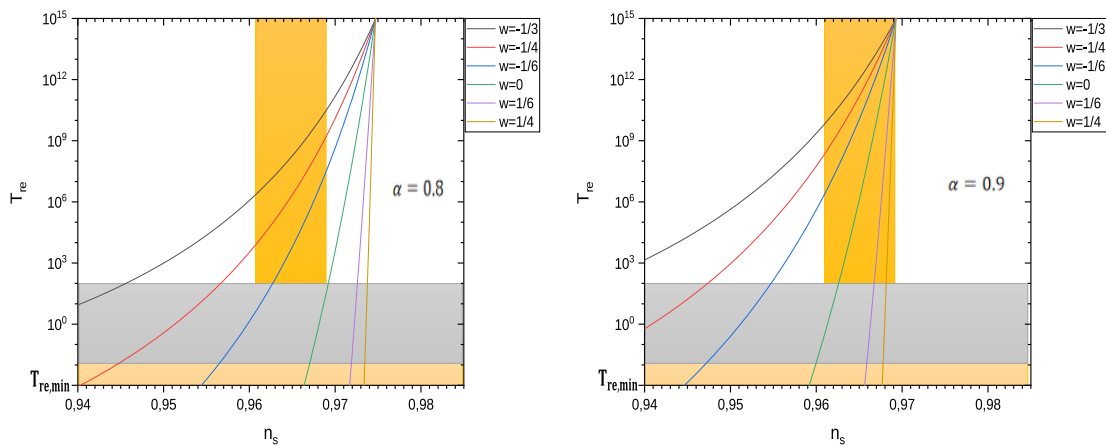 10^15
10^12
10^9
10^6
10^3
10^0
T_re,min
T_re
0,94
0,95
0,96
0,97
0,98
n_s
w=-1/3
w=-1/4
w=-1/6
w=0
w=1/6
w=1/4
α = 0.8
10^15
10^12
10^9
10^6
10^3
10^0
T_re,min
T_re
0,94
0,95
0,96
0,97
0,98
n_s
w=-1/3
w=-1/4
w=-1/6
w=0
w=1/6
w=1/4
α = 0.9